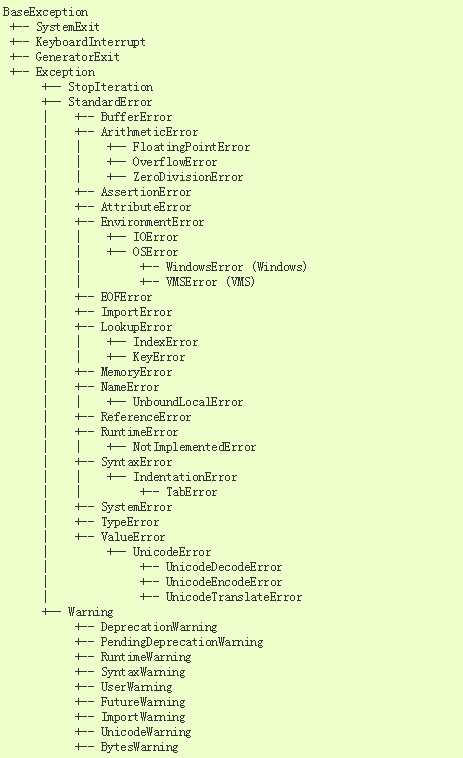 BaseException
 +-- SystemExit
 +-- KeyboardInterrupt
 +-- GeneratorExit
 +-- Exception
      +-- StopIteration
      +-- StandardError
      |    +-- BufferError
      |    +-- ArithmeticError
      |    |    +-- FloatingPointError
      |    |    +-- OverflowError
      |    |    +-- ZeroDivisionError
      |    +-- AssertionError
      |    +-- AttributeError
      |    +-- EnvironmentError
      |    |    +-- IOError
      |    |    +-- OSError
      |    |         +-- WindowsError (Windows)
      |    |         +-- VMSError (VMS)
      |    +-- EOFError
      |    +-- ImportError
      |    +-- LookupError
      |    |    +-- IndexError
      |    |    +-- KeyError
      |    +-- MemoryError
      |    +-- NameError
      |    |    +-- UnboundLocalError
      |    +-- ReferenceError
      |    +-- RuntimeError
      |    |    +-- NotImplementedError
      |    +-- SyntaxError
      |    |    +-- IndentationError
      |    |         +-- TabError
      |    +-- SystemError
      |    +-- TypeError
      |    +-- ValueError
      |         +-- UnicodeError
      |              +-- UnicodeDecodeError
      |              +-- UnicodeEncodeError
      |              +-- UnicodeTranslateError
      +-- Warning
           +-- DeprecationWarning
           +-- PendingDeprecationWarning
           +-- RuntimeWarning
           +-- SyntaxWarning
           +-- UserWarning
           +-- FutureWarning
           +-- ImportWarning
           +-- UnicodeWarning
           +-- BytesWarning